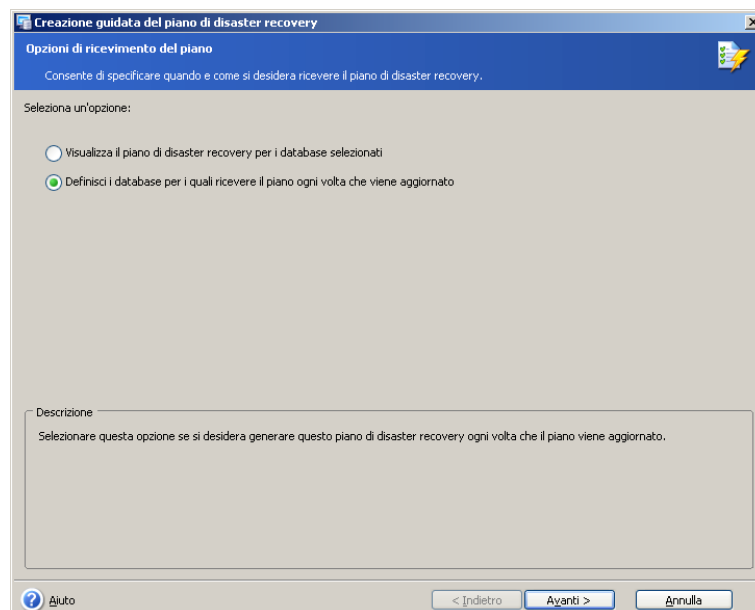 Creazione guidata del piano di disaster recovery
Opzioni di ricevimento del piano
Consente di specificare quando e come si desidera ricevere il piano di disaster recovery.
Seleziona un'opzione:
Visualizza il piano di disaster recovery per i database selezionati
Definisci i database per i quali ricevere il piano ogni volta che viene aggiornato
Descrizione
Selezionare questa opzione se si desidera generare questo piano di disaster recovery ogni volta che il piano viene aggiornato.
Aiuto
< Indietro
Avanti >
Annulla